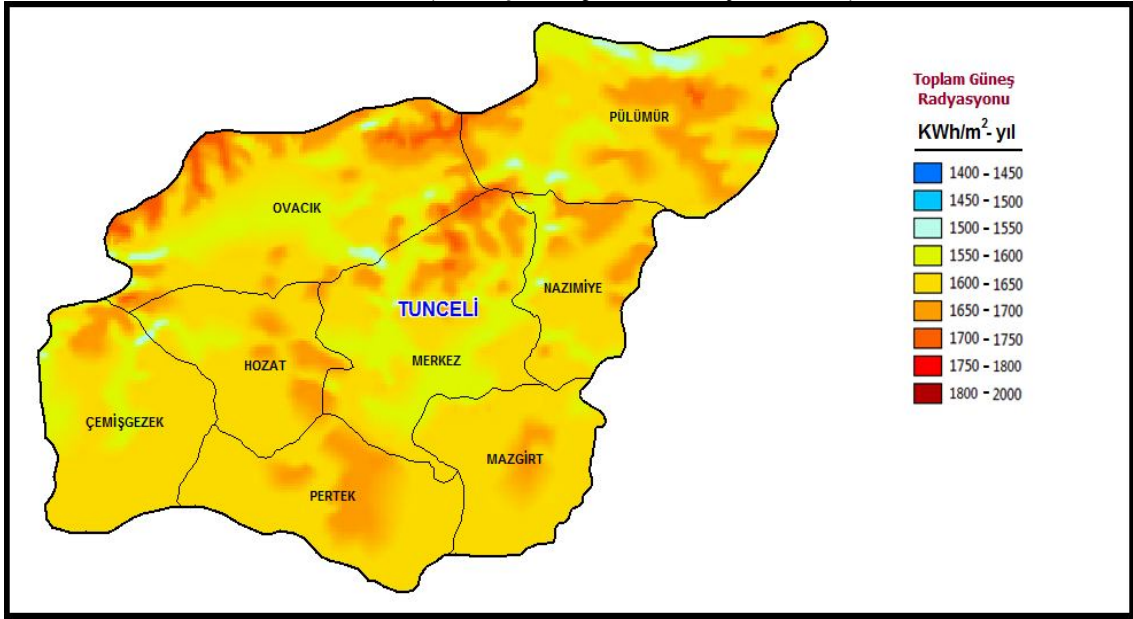 PÜLÜMÜR
OVACIK
NAZIMİYE
TUNCELİ
MERKEZ
HOZAT
ÇEMİŞGEZEK
MAZGİRT
PERTEK
Toplam Güneş
Radyasyonu
KWh/m²- yıl
1400 - 1450
1450 - 1500
1500 - 1550
1550 - 1600
1600 - 1650
1650 - 1700
1700 - 1750
1750 - 1800
1800 - 2000